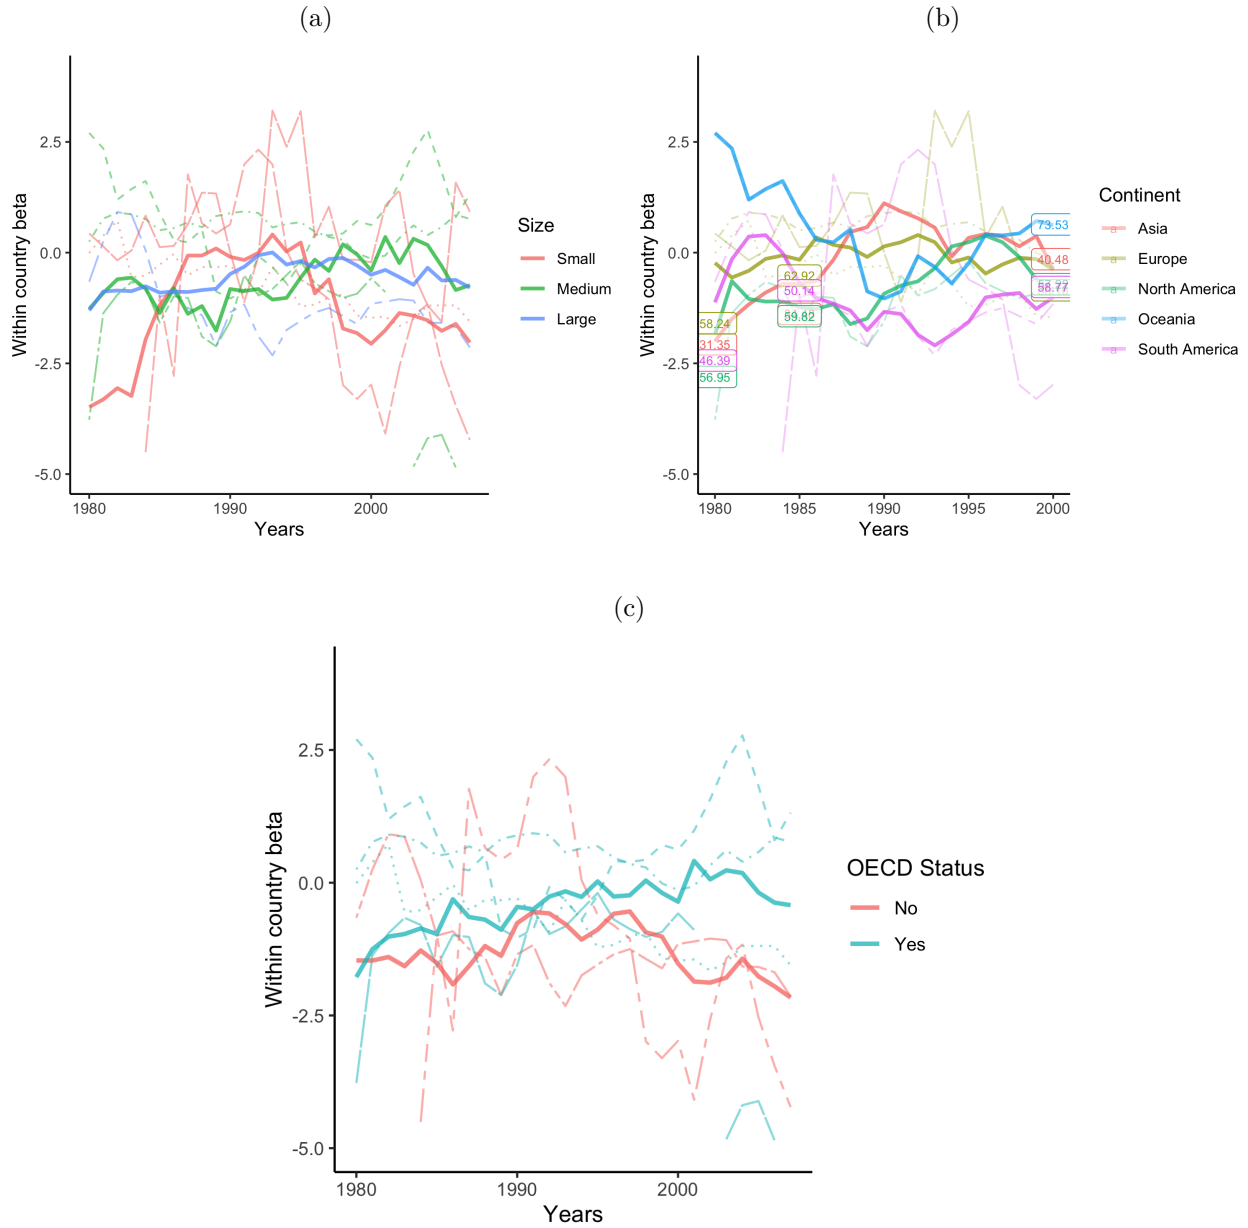 (a)
(b)
Within country beta
2.5
0.0
-2.5
-5.0
1980
1990
2000
Years
Size
Small
Medium
Large
Within country beta
2.5
0.0
-2.5
-5.0
58.24
31.35
46.39
56.95
62.92
50.14
59.82
73.53
40.48
58.77
1980
1985
1990
1995
2000
Years
Continent
a Asia
a Europe
a North America
a Oceania
a South America
(c)
Within country beta
2.5
0.0
-2.5
-5.0
1980
1990
2000
Years
OECD Status
No
Yes